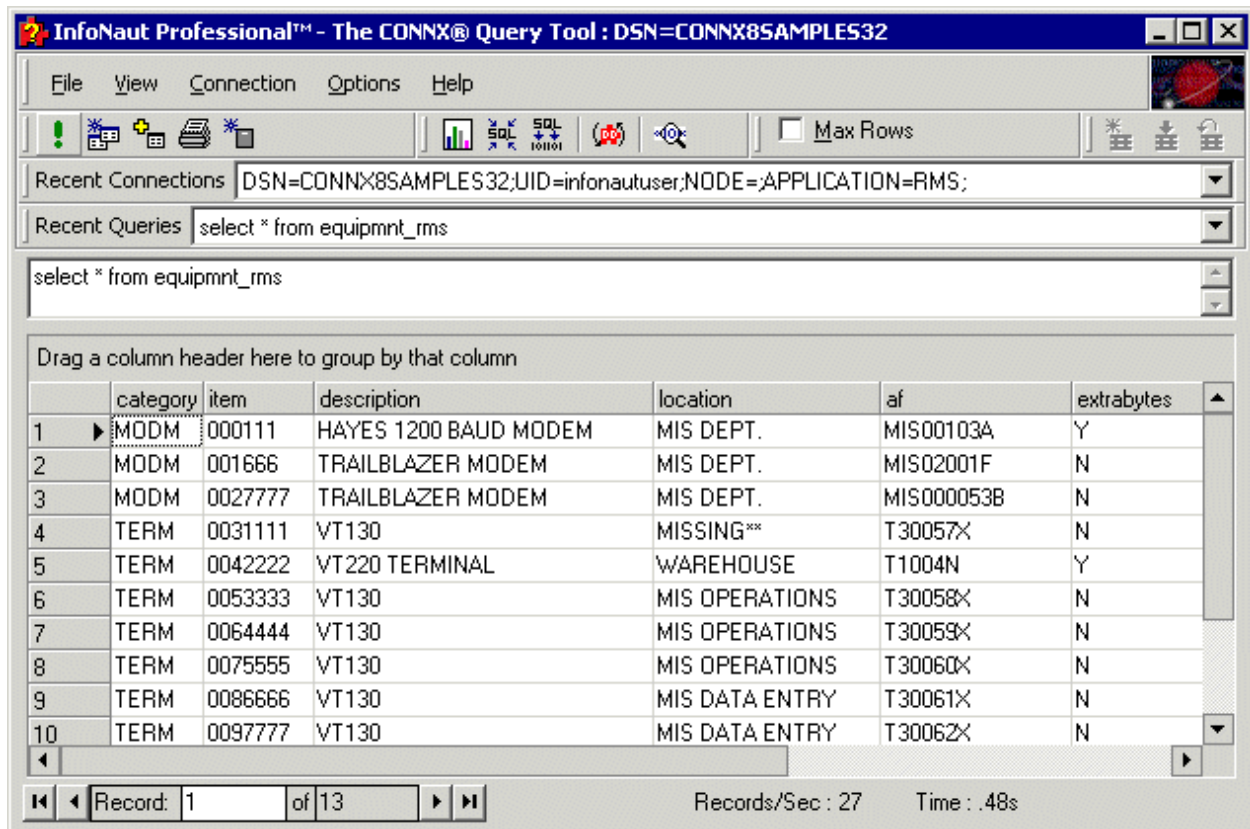 InfoNaut Professional™ - The CONNX® Query Tool : DSN=CONNX8SAMPLES32
File View Connection Options Help
SQL SQL Max Rows
Recent Connections DSN=CONNX8SAMPLES32;UID=infonautuser;NODE=;APPLICATION=RMS;
Recent Queries select * from equipmnt_rms
select * from equipmnt_rms
Drag a column header here to group by that column
category item description location af extrabytes
1 MODM 000111 HAYES 1200 BAUD MODEM MIS DEPT. MIS00103A Y
2 MODM 001666 TRAILBLAZER MODEM MIS DEPT. MIS02001F N
3 MODM 0027777 TRAILBLAZER MODEM MIS DEPT. MIS000053B N
4 TERM 0031111 VT130 MISSING** T30057X N
5 TERM 0042222 VT220 TERMINAL WAREHOUSE T1004N Y
6 TERM 0053333 VT130 MIS OPERATIONS T30058X N
7 TERM 0064444 VT130 MIS OPERATIONS T30059X N
8 TERM 0075555 VT130 MIS OPERATIONS T30060X N
9 TERM 0086666 VT130 MIS DATA ENTRY T30061X N
10 TERM 0097777 VT130 MIS DATA ENTRY T30062X N
Record: 1 of 13 Records/Sec : 27 Time : .48s